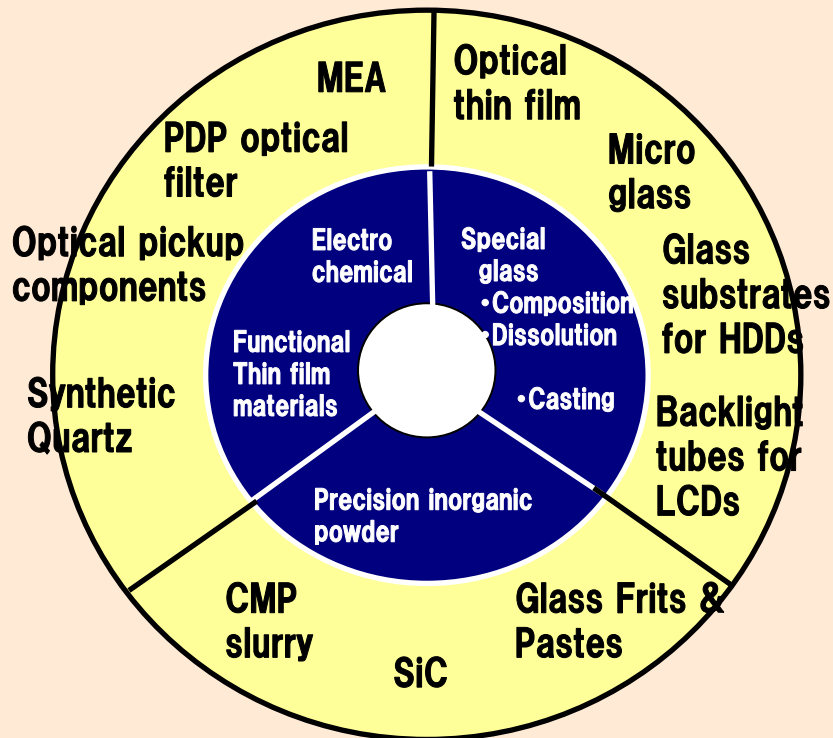 MEA
Optical
thin film
PDP optical
filter
Micro
glass
Optical pickup
components
Glass
substrates
for HDDs
Synthetic
Quartz
Backlight
tubes for
LCDs
Electro
chemical
Special
glass
•Composition
•Dissolution
•Casting
Functional
Thin film
materials
Precision inorganic
powder
CMP
slurry
SiC
Glass Frits &
Pastes